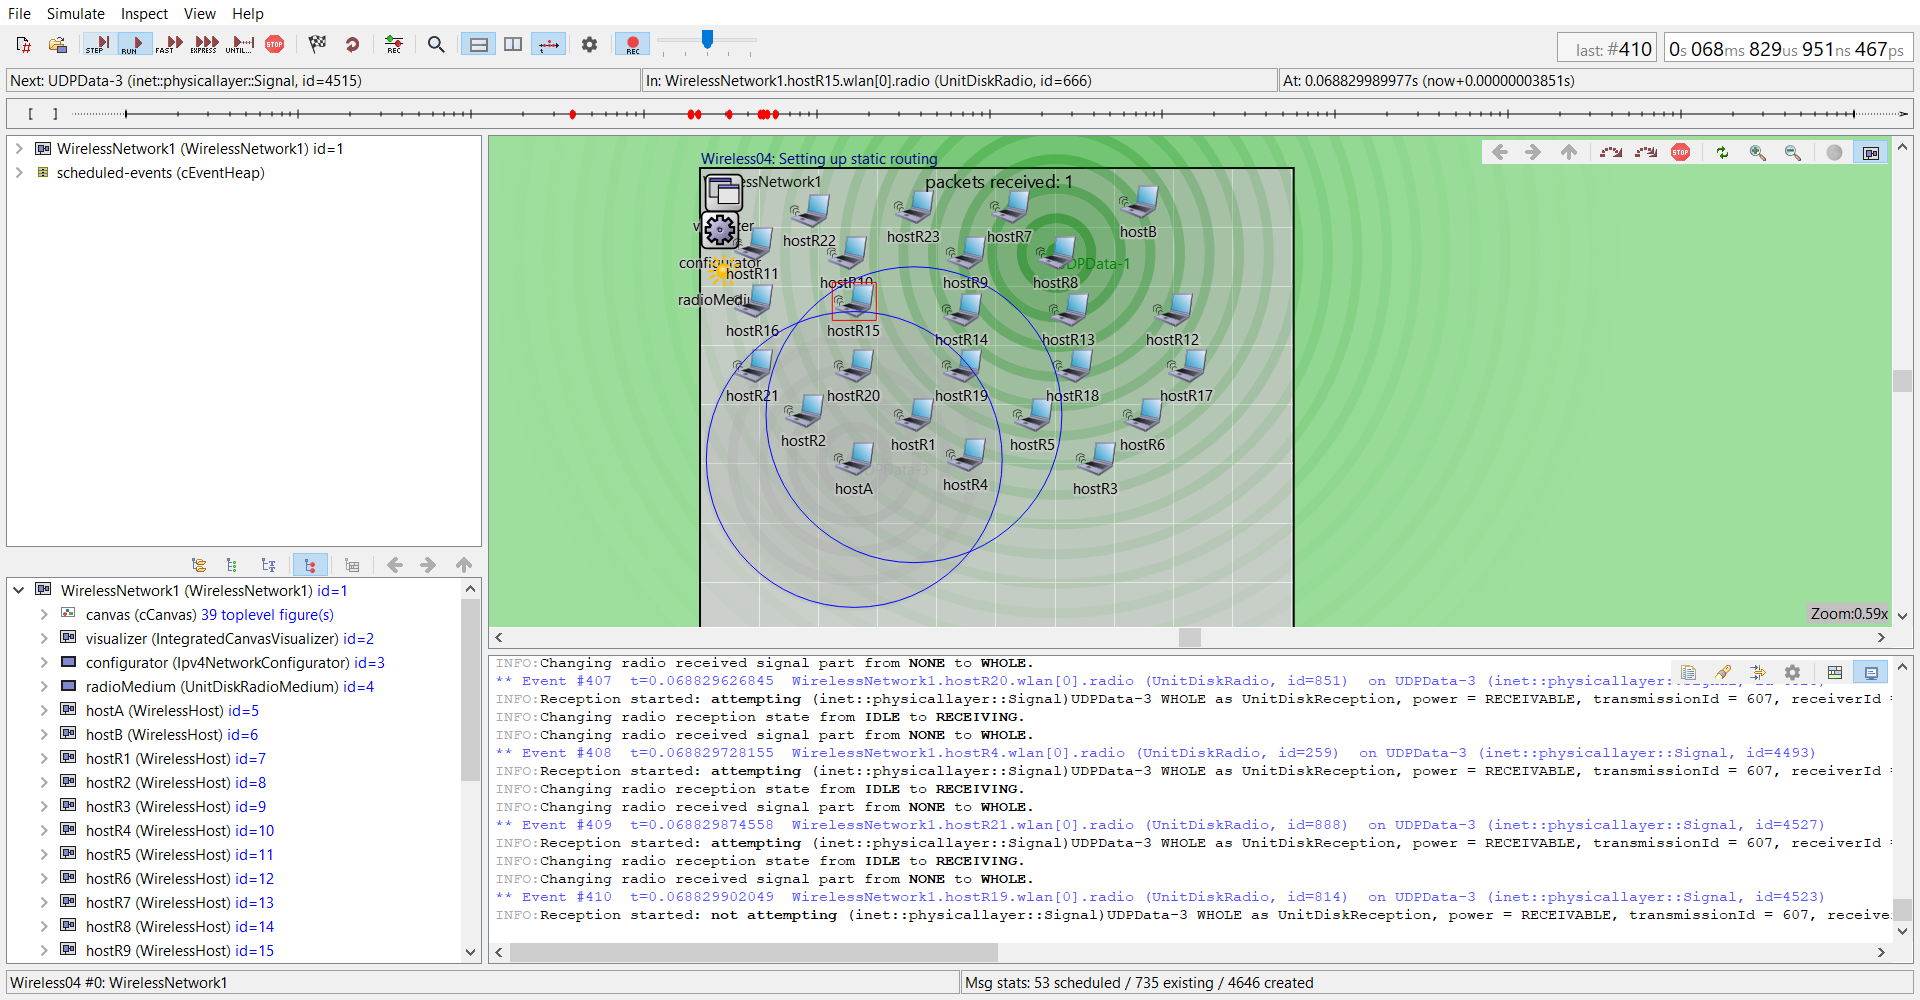 File Simulate Inspect View Help
STEP RUN FAST EXPRESS UNTIL... STOP REC REC
last: #410 0s 068ms 829us 951ns 467ps
Next: UDPData-3 (inet::physicallayer::Signal, id=4515) In: WirelessNetwork1.hostR15.wlan[0].radio (UnitDiskRadio, id=666) At: 0.068829989977s (now+0.00000003851s)
WirelessNetwork1 (WirelessNetwork1) id=1
scheduled-events (cEventHeap)
WirelessNetwork1 (WirelessNetwork1) id=1
canvas (cCanvas) 39 toplevel figure(s)
visualizer (IntegratedCanvasVisualizer) id=2
configurator (Ipv4NetworkConfigurator) id=3
radioMedium (UnitDiskRadioMedium) id=4
hostA (WirelessHost) id=5
hostB (WirelessHost) id=6
hostR1 (WirelessHost) id=7
hostR2 (WirelessHost) id=8
hostR3 (WirelessHost) id=9
hostR4 (WirelessHost) id=10
hostR5 (WirelessHost) id=11
hostR6 (WirelessHost) id=12
hostR7 (WirelessHost) id=13
hostR8 (WirelessHost) id=14
hostR9 (WirelessHost) id=15
STOP
Wireless04: Setting up static routing
essNetwork1 packets received: 1
hostR22 hostR23 hostR7 hostB
configurator hostR11 hostR10 hostR9 hostR8 UDPData-1
radioMediu hostR16 hostR15 hostR14 hostR13 hostR12
hostR21 hostR20 hostR19 hostR18 hostR17
hostR2 hostR1 hostR5 hostR6
hostA hostR4 hostR3
Zoom:0.59x
INFO:Changing radio received signal part from NONE to WHOLE.
** Event #407 t=0.068829626845 WirelessNetwork1.hostR20.wlan[0].radio (UnitDiskRadio, id=851) on UDPData-3 (inet::physicallayer::Signal, id
INFO:Reception started: attempting (inet::physicallayer::Signal)UDPData-3 WHOLE as UnitDiskReception, power = RECEIVABLE, transmissionId = 607, receiverId
INFO:Changing radio reception state from IDLE to RECEIVING.
INFO:Changing radio received signal part from NONE to WHOLE.
** Event #408 t=0.068829728155 WirelessNetwork1.hostR4.wlan[0].radio (UnitDiskRadio, id=259) on UDPData-3 (inet::physicallayer::Signal, id=4493)
INFO:Reception started: attempting (inet::physicallayer::Signal)UDPData-3 WHOLE as UnitDiskReception, power = RECEIVABLE, transmissionId = 607, receiverId
INFO:Changing radio reception state from IDLE to RECEIVING.
INFO:Changing radio received signal part from NONE to WHOLE.
** Event #409 t=0.068829874558 WirelessNetwork1.hostR21.wlan[0].radio (UnitDiskRadio, id=888) on UDPData-3 (inet::physicallayer::Signal, id=4527)
INFO:Reception started: attempting (inet::physicallayer::Signal)UDPData-3 WHOLE as UnitDiskReception, power = RECEIVABLE, transmissionId = 607, receiverId
INFO:Changing radio reception state from IDLE to RECEIVING.
INFO:Changing radio received signal part from NONE to WHOLE.
** Event #410 t=0.068829902049 WirelessNetwork1.hostR19.wlan[0].radio (UnitDiskRadio, id=814) on UDPData-3 (inet::physicallayer::Signal, id=4523)
INFO:Reception started: not attempting (inet::physicallayer::Signal)UDPData-3 WHOLE as UnitDiskReception, power = RECEIVABLE, transmissionId = 607, receive
Wireless04 #0: WirelessNetwork1 Msg stats: 53 scheduled / 735 existing / 4646 created